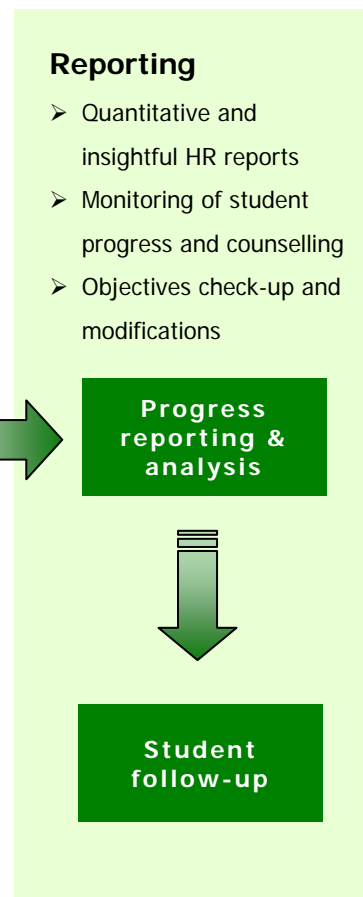 Reporting
➢ Quantitative and
insightful HR reports
➢ Monitoring of student
progress and counselling
➢ Objectives check-up and
modifications
Progress
reporting &
analysis
Student
follow-up